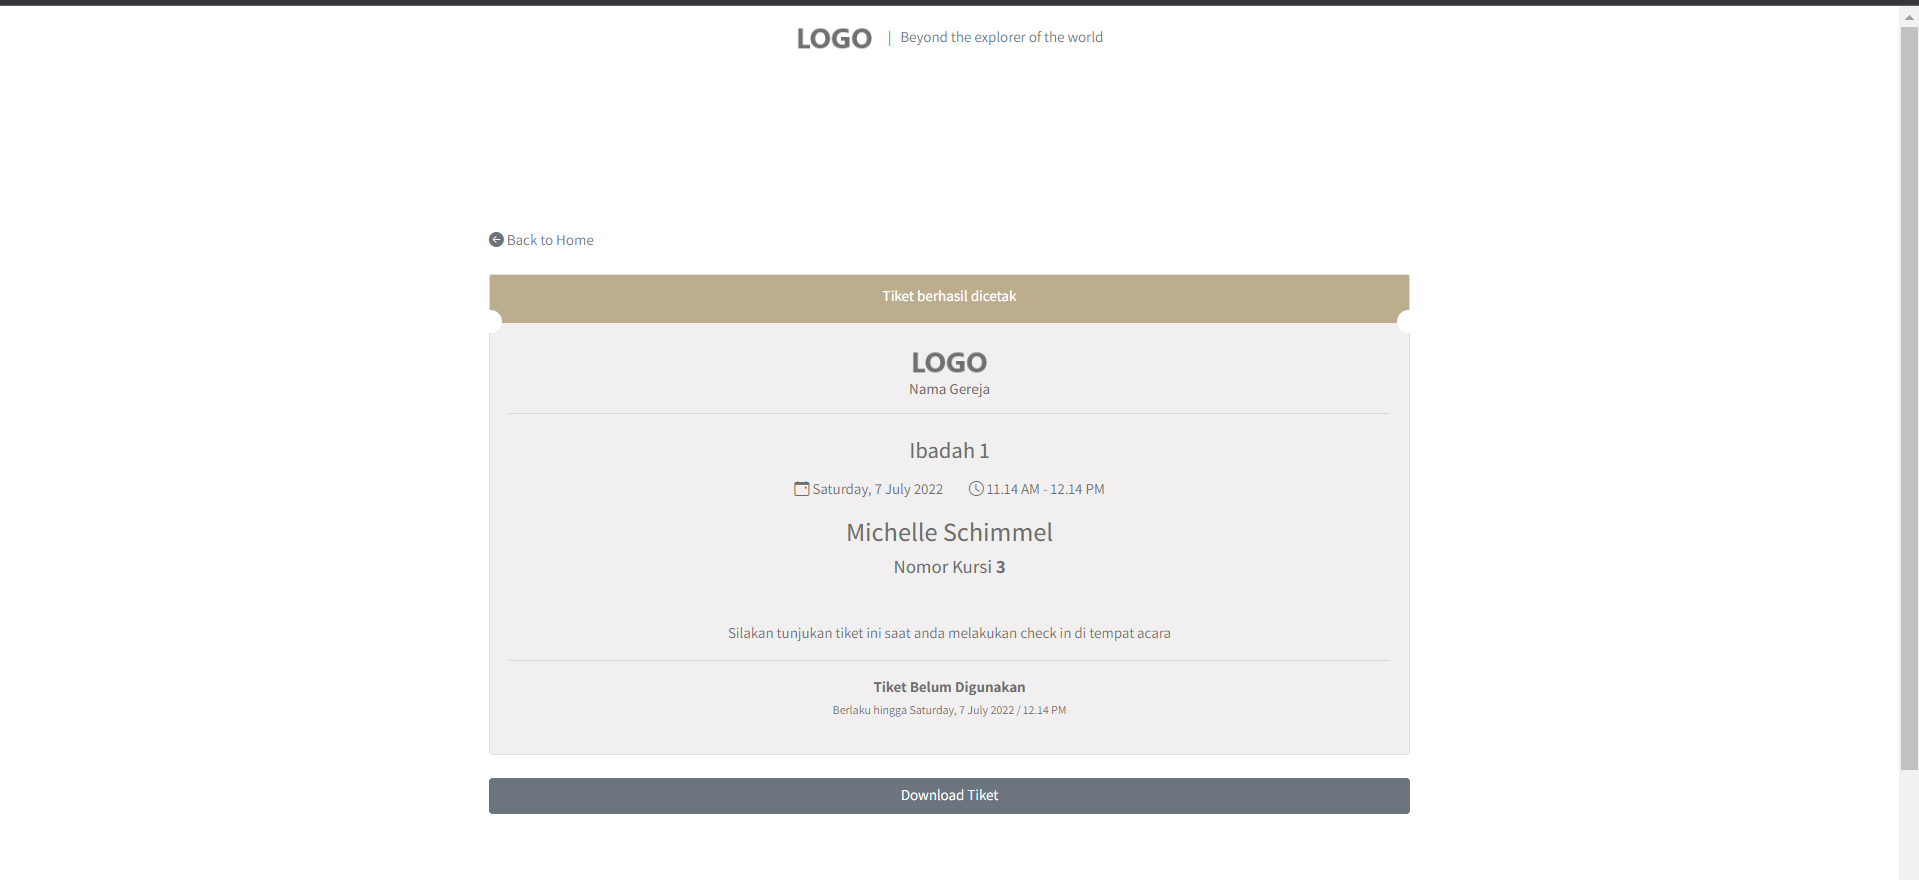 LOGO | Beyond the explorer of the world
Back to Home
Tiket berhasil dicetak
LOGO
Nama Gereja
Ibadah 1
Saturday, 7 July 2022 11.14 AM - 12.14 PM
Michelle Schimmel
Nomor Kursi 3
Silakan tunjukan tiket ini saat anda melakukan check in di tempat acara
Tiket Belum Digunakan
Berlaku hingga Saturday, 7 July 2022 / 12.14 PM
Download Tiket